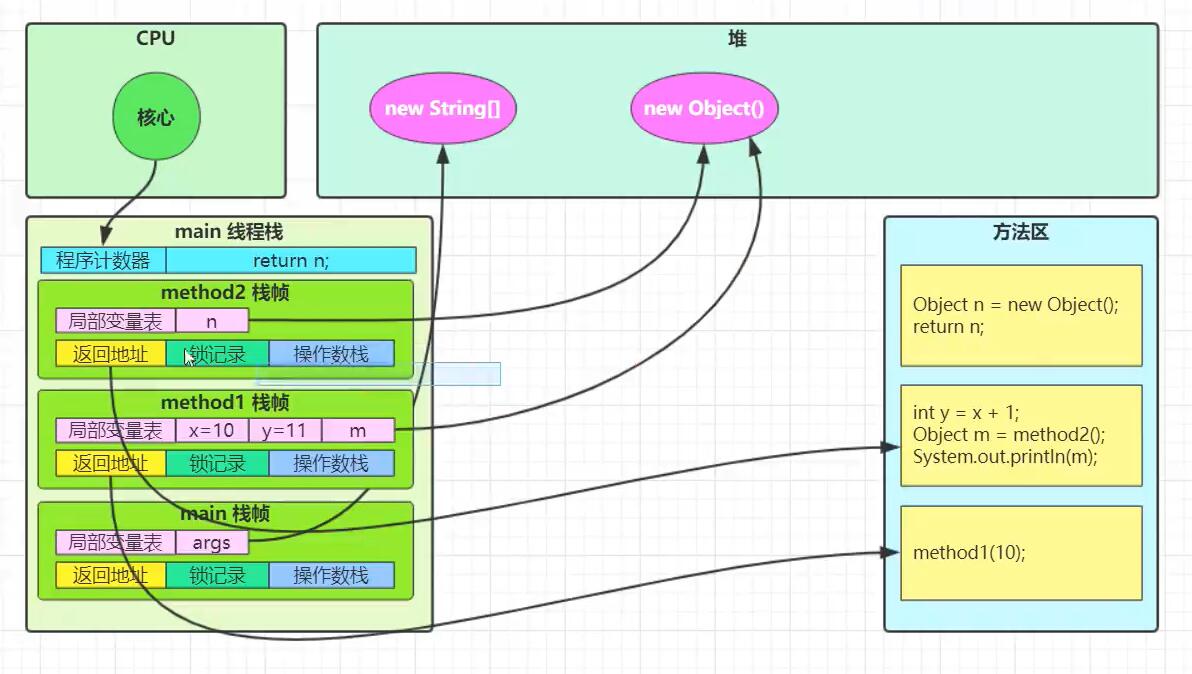 CPU
核心
堆
new String[]
new Object()
main 线程栈
程序计数器
return n;
method2 栈帧
局部变量表
n
返回地址
锁记录
操作数栈
method1 栈帧
局部变量表
x=10
y=11
m
返回地址
锁记录
操作数栈
main 栈帧
局部变量表
args
返回地址
锁记录
操作数栈
方法区
Object n = new Object();
return n;
int y = x + 1;
Object m = method2();
System.out.println(m);
method1(10);